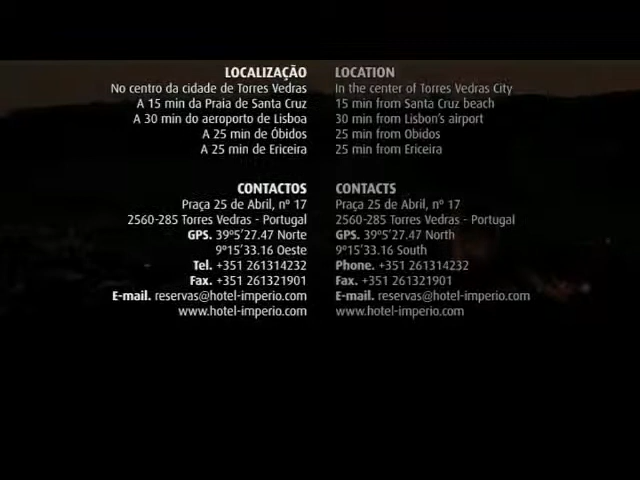 LOCALIZAÇÃO
No centro da cidade de Torres Vedras
A 15 min da Praia de Santa Cruz
A 30 min do aeroporto de Lisboa
A 25 min de Óbidos
A 25 min de Ericeira
CONTACTOS
Praça 25 de Abril, nº 17
2560-285 Torres Vedras - Portugal
GPS. 39º5'27.47 Norte
9º15'33.16 Oeste
Tel. +351 261314232
Fax. +351 261321901
E-mail. reservas@hotel-imperio.com
www.hotel-imperio.com
LOCATION
In the center of Torres Vedras City
15 min from Santa Cruz beach
30 min from Lisbon's airport
25 min from Obidos
25 min from Ericeira
CONTACTS
Praça 25 de Abril, nº 17
2560-285 Torres Vedras - Portugal
GPS. 39º5'27.47 North
9º15'33.16 South
Phone. +351 261314232
Fax. +351 261321901
E-mail. reservas@hotel-imperio.com
www.hotel-imperio.com